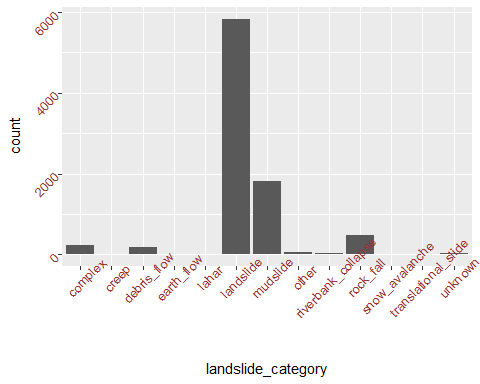 6000
4000
2000
0
count
complex
creep
debris_flow
earth_flow
lahar
landslide
mudslide
other
riverbank_collapse
rock_fall
snow_avalanche
translational_slide
unknown
landslide_category